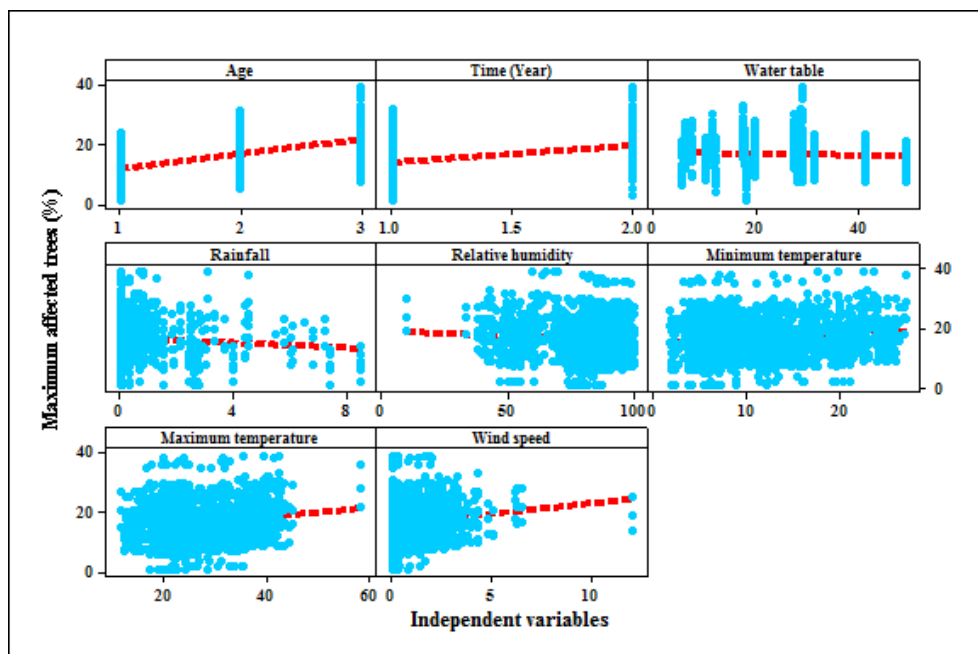 Age Time (Year) Water table
40
20
0
1 2 3 1.0 1.5 2.0 0 20 40
Rainfall Relative humidity Minimum temperature
40
20
0
0 4 8 0 50 100 0 10 20
Maximum temperature Wind speed
40
20
0
20 40 60 0 5 10
Maximum affected trees (%)
Independent variables